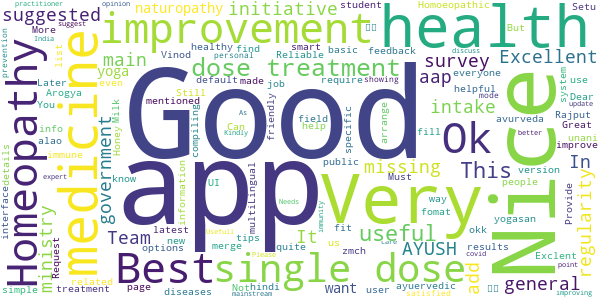 practitioner
opinion
India
suggested
More
naturopathy
initiative
student
Homoeopathic
Setu
improvement
health
But
basic
feedback
prevention
list
main
Vinod
healthy
find
smart
survey
Excellent
yoga
Reliable
personal
default
made
job
require
everyone
system
dose treatment
aap
Later
Arogya
mentioned
showing
helpful
use
Dear
update
You
even
Still
Good
intake
ayurveda
Rajput
mode
Great
Homeopathy
medicine
info
Milk
Honey
compiling
Can
friendly
field
help
specific
arrange
fill
Ok
As
Kindly
better
unani
know
immune
alao
missing
improve
government
app
very
Nice
This
In
Must
version
people
Provide
regularity
interface
details
ministry
expert
Team
UI
information
multilingual
public
way
yogasan
fomat
okk
latest
options
new
It
fit
useful
AYUSH
results
Needs
immunity
tips
merge
quite
us
zmch
add
Exclent
point
Request
Best
single dose
general
simple
treatment
related
page
diseases
Not
hindi
mainstream
want
user
Please
care
ayuervedic
satisfied
covid
discuss
improving